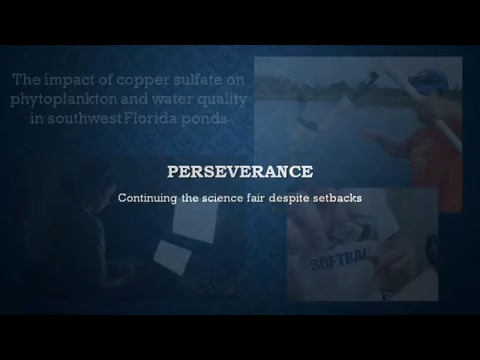 The impact of copper sulfate on
phytoplankton and water quality
in southwest Florida ponds
PERSEVERANCE
Continuing the science fair despite setbacks
SOFTBALL